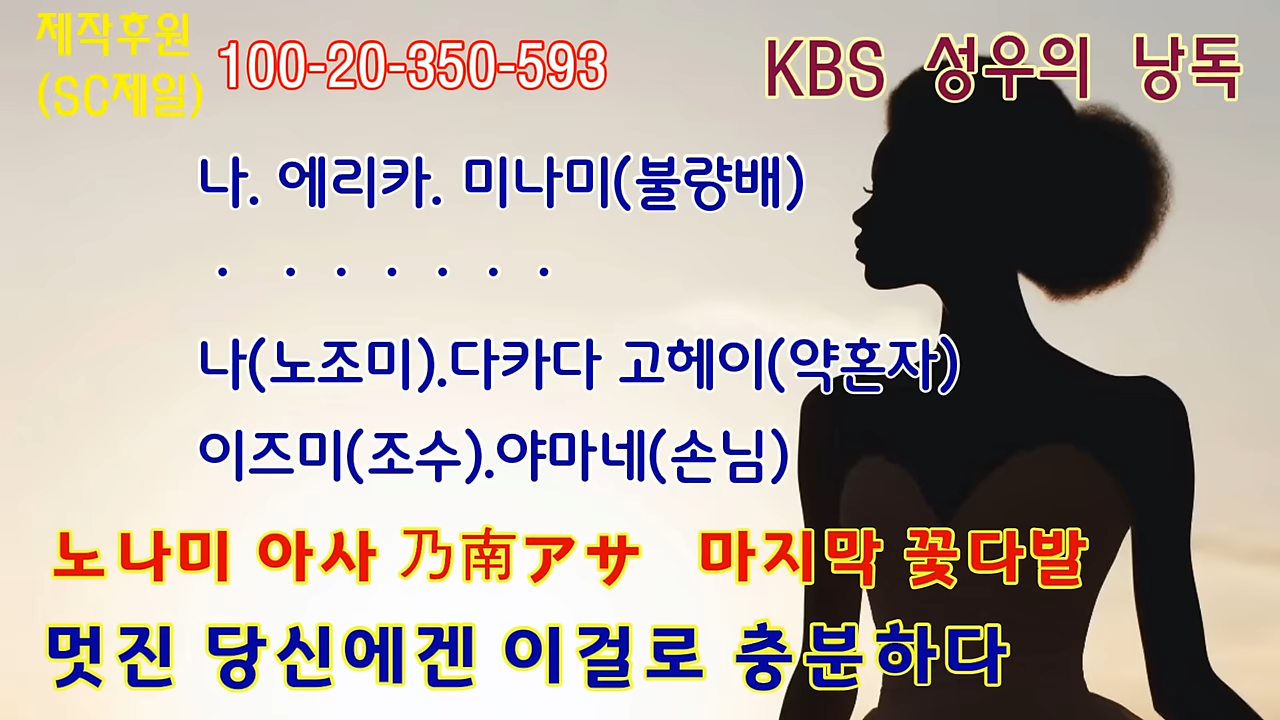 제작후원
(SC제일)
100-20-350-593
KBS 성우의 낭독
나. 에리카. 미나미(불량배)
. . . . . . .
나(노조미).다카다 고헤이(약혼자)
이즈미(조수).야마네(손님)
노나미 아사 乃南アサ 마지막 꽃다발
멋진 당신에겐 이걸로 충분하다